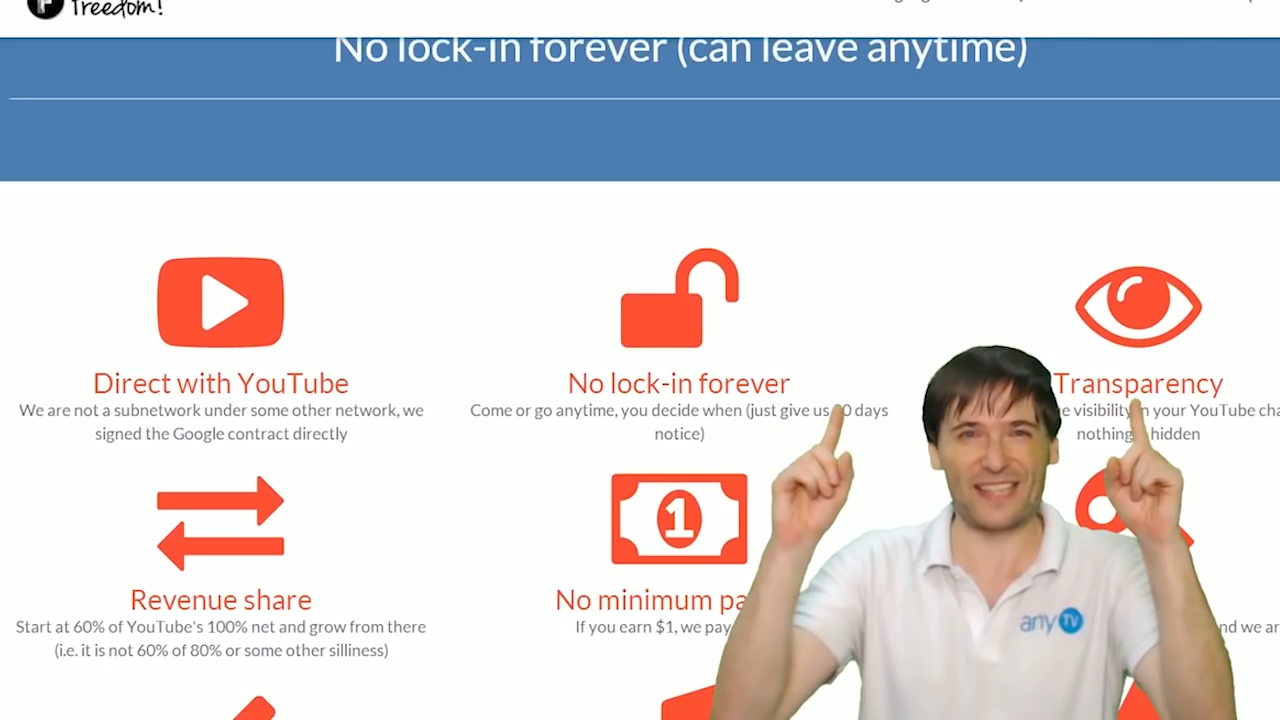 freedom!
No lock-in forever (can leave anytime)
Direct with YouTube
We are not a subnetwork under some other network, we
signed the Google contract directly
No lock-in forever
Come or go anytime, you decide when (just give us days
notice)
Transparency
visibility in your YouTube
nothing hidden
1
Revenue share
Start at 60% of YouTube's 100% net and grow from there
(i.e. it is not 60% of 80% or some other silliness)
No minimum
If you earn $1, we pay
and we
any TV